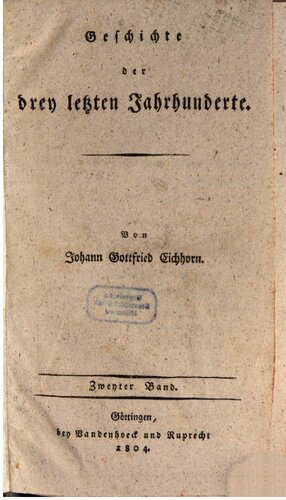 Geschichte
der
drey letzten Jahrhunderte.
Von
Johann Gottfried Eichhorn.
Zweyter Band.
Göttingen,
bey Vandenhoeck und Ruprecht
1804.